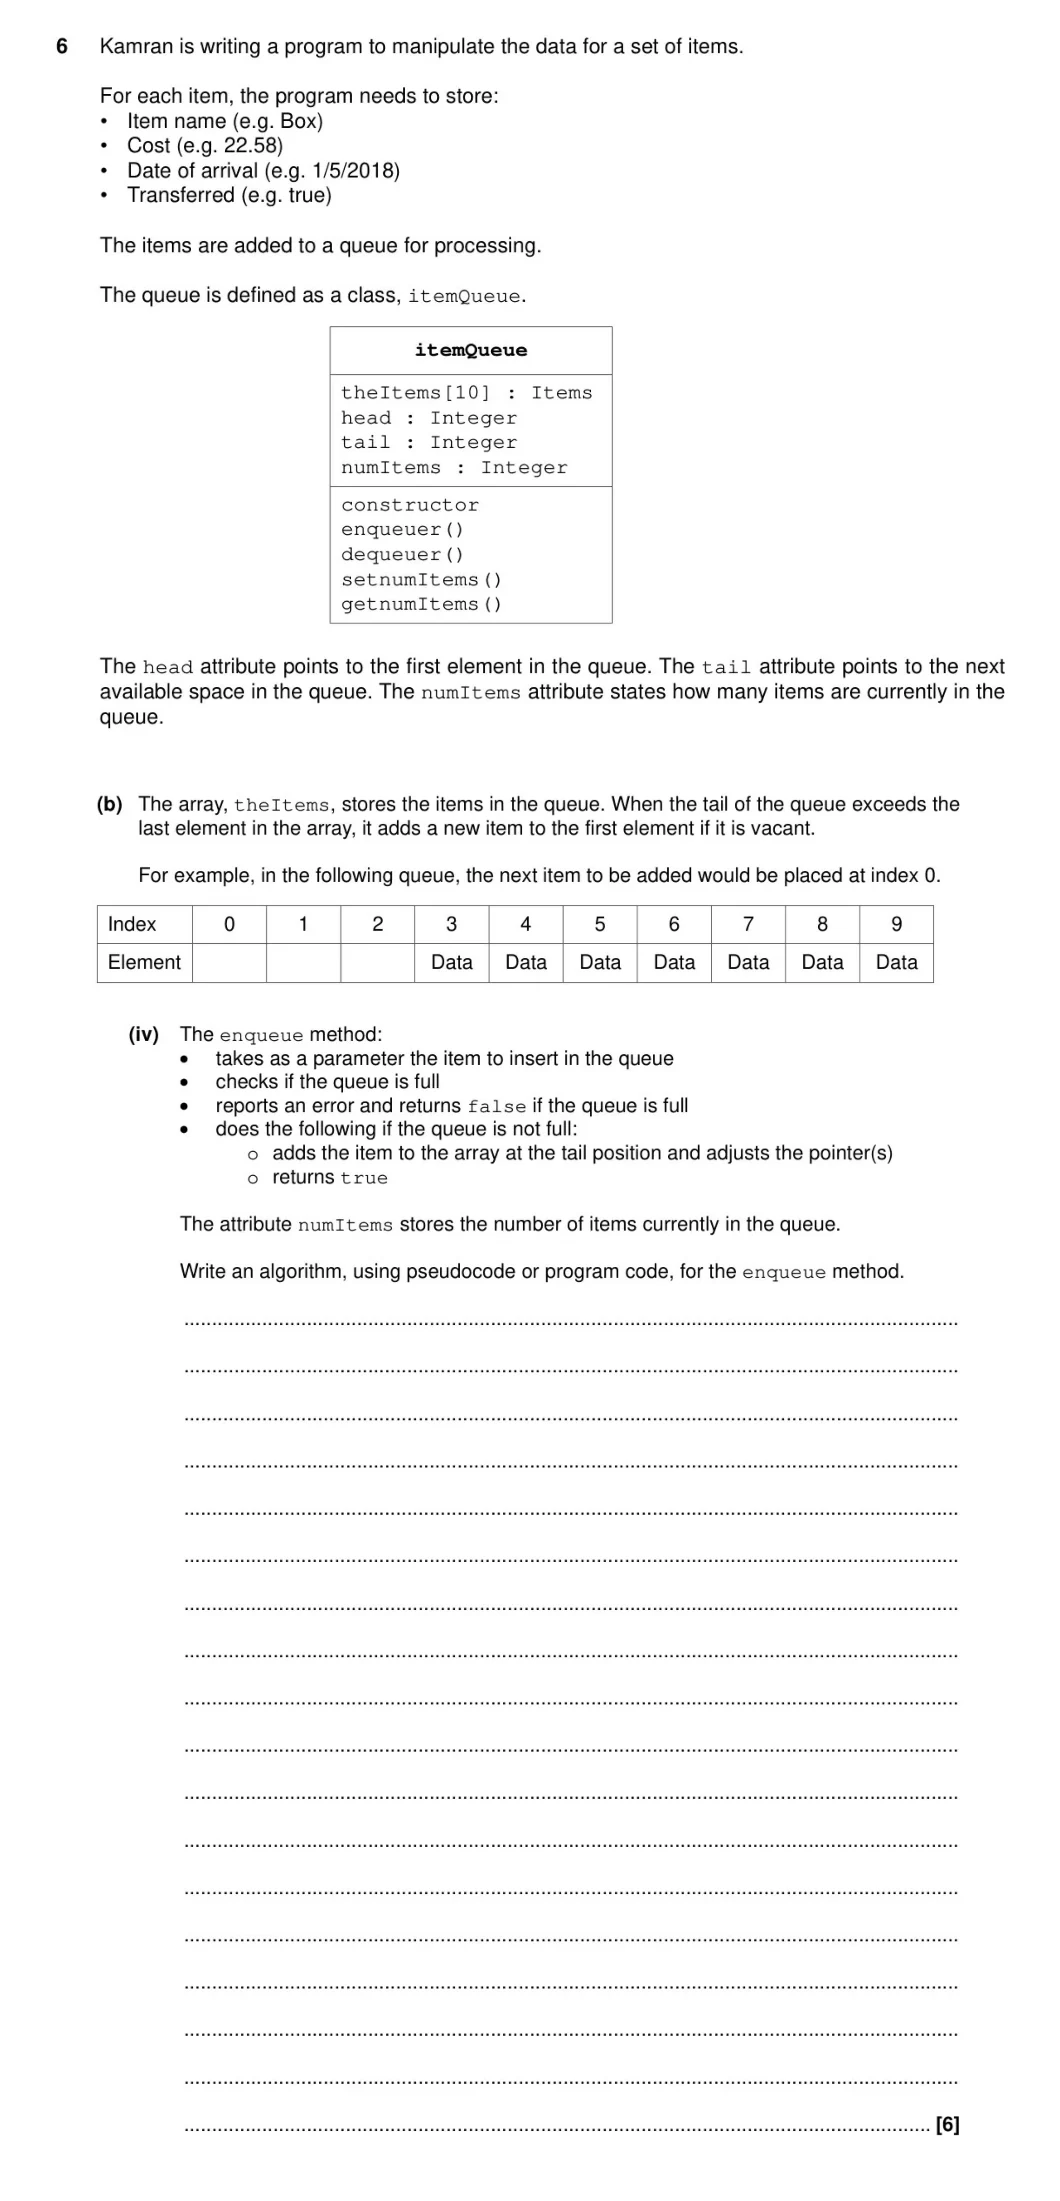 6 Kamran is writing a program to manipulate the data for a set of items.
For each item, the program needs to store:
• Item name (e.g. Box)
• Cost (e.g. 22.58)
• Date of arrival (e.g. 1/5/2018)
• Transferred (e.g. true)
The items are added to a queue for processing.
The queue is defined as a class, itemQueue.
itemQueue
theItems[10] : Items
head : Integer
tail : Integer
numItems : Integer
constructor
enqueuer()
dequeuer()
setnumItems()
getnumItems()
The head attribute points to the first element in the queue. The tail attribute points to the next
available space in the queue. The numItems attribute states how many items are currently in the
queue.
(b) The array, theItems, stores the items in the queue. When the tail of the queue exceeds the
last element in the array, it adds a new item to the first element if it is vacant.
For example, in the following queue, the next item to be added would be placed at index 0.
Index 0 1 2 3 4 5 6 7 8 9
Element Data Data Data Data Data Data Data
(iv) The enqueue method:
• takes as a parameter the item to insert in the queue
• checks if the queue is full
• reports an error and returns false if the queue is full
• does the following if the queue is not full:
o adds the item to the array at the tail position and adjusts the pointer(s)
o returns true
The attribute numItems stores the number of items currently in the queue.
Write an algorithm, using pseudocode or program code, for the enqueue method.
[6]